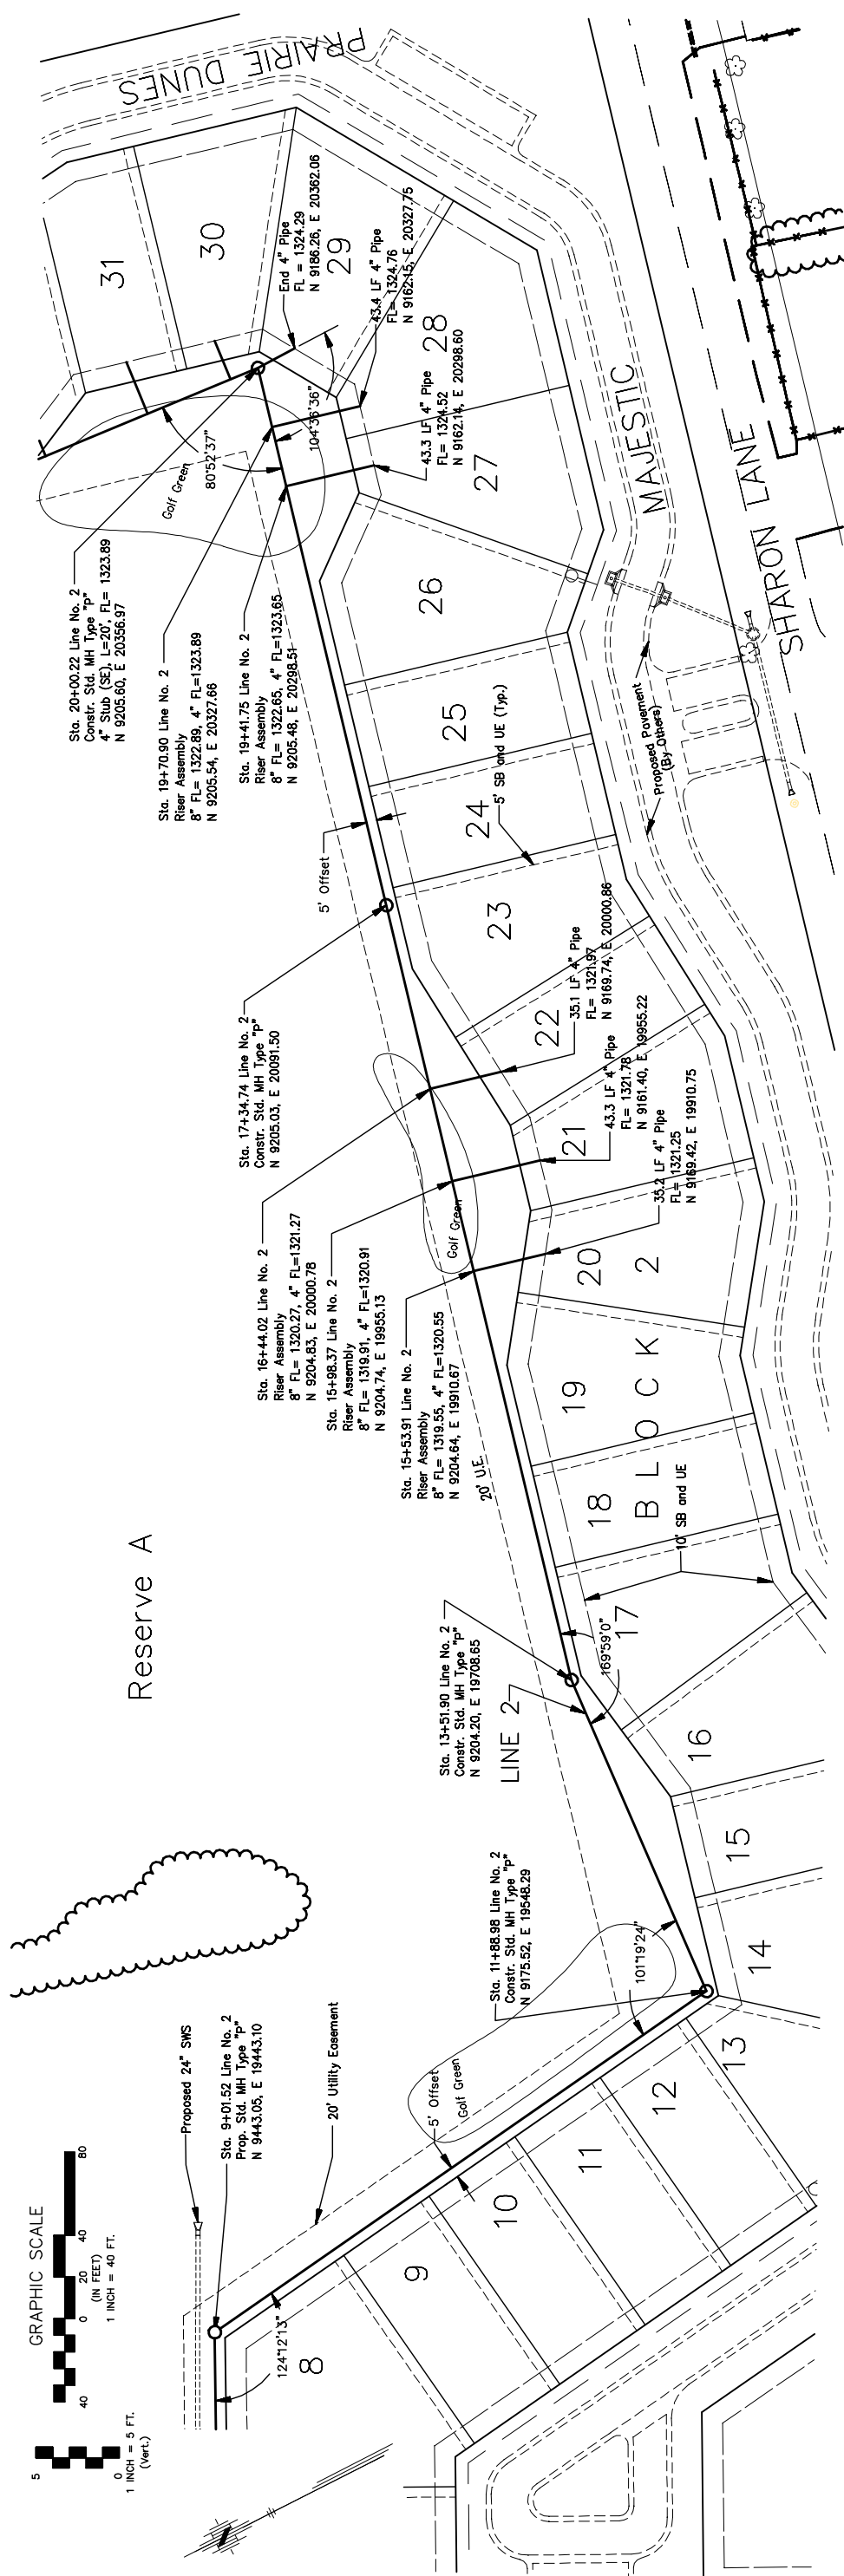 PRAIRIE DUNES
31
30
29
28
27
26
25
24
23
22
21
20
19
18
17
16
15
14
13
12
11
10
9
8
2
B L O C K
MAJESTIC
SHARON LANE
End 4" Pipe
FL = 1324.29
N 9186.26, E 20362.06
43.4 LF 4" Pipe
FL= 1324.76
N 9162.15, E 20327.75
43.3 LF 4" Pipe
FL= 1324.52
N 9162.14, E 20298.60
104°36'36"
80°52'37"
Golf Green
Sta. 20+00.22 Line No. 2
Constr. Std. MH Type "P"
4" Stub (SE), L=20', FL= 1323.89
N 9205.60, E 20356.97
Sta. 19+70.90 Line No. 2
Riser Assembly
8" FL= 1322.89, 4" FL=1323.89
N 9205.54, E 20327.66
Sta. 19+41.75 Line No. 2
Riser Assembly
8" FL= 1322.65, 4" FL=1323.65
N 9205.48, E 20298.51
5' SB and UE (Typ.)
Proposed Pavement
(By Others)
5' Offset
Sta. 17+34.74 Line No. 2
Constr. Std. MH Type "P"
N 9205.03, E 20091.50
35.1 LF 4" Pipe
FL= 1321.97
N 9169.74, E 20000.86
43.3 LF 4" Pipe
FL= 1321.78
N 9161.40, E 19955.22
35.2 LF 4" Pipe
FL= 1321.25
N 9169.42, E 19910.75
Golf Green
Sta. 16+44.02 Line No. 2
Riser Assembly
8" FL= 1320.27, 4" FL=1321.27
N 9204.83, E 20000.78
Sta. 15+98.37 Line No. 2
Riser Assembly
8" FL= 1319.91, 4" FL=1320.91
N 9204.74, E 19955.13
Sta. 15+53.91 Line No. 2
Riser Assembly
8" FL= 1319.55, 4" FL=1320.55
N 9204.64, E 19910.67
20' U.E.
Reserve A
10' SB and UE
169°59'0"
Sta. 13+51.90 Line No. 2
Constr. Std. MH Type "P"
N 9204.20, E 19708.65
LINE 2
Sta. 11+88.98 Line No. 2
Constr. Std. MH Type "P"
N 9175.52, E 19548.29
101°19'24"
5' Offset
Golf Green
Proposed 24" SWS
Sta. 9+01.52 Line No. 2
Prop. Std. MH Type "P"
N 9443.05, E 19443.10
20' Utility Easement
124°12'13"
GRAPHIC SCALE
40 0 20 40 80
(IN FEET)
1 INCH = 40 FT.
5 0
1 INCH = 5 FT.
(Vert.)
N